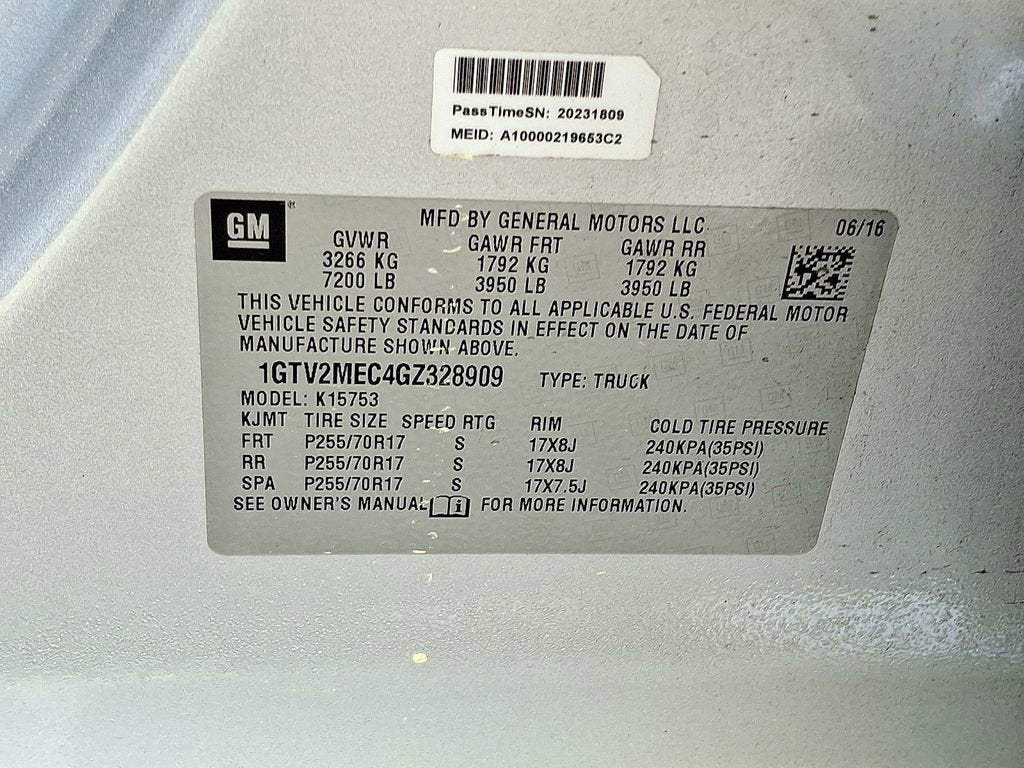 PassTimeSN: 20231809
MEID: A10000219653C2
GM®
MFD BY GENERAL MOTORS LLC 06/16
GVWR GAWR FRT GAWR RR
3266 KG 1792 KG 1792 KG
7200 LB 3950 LB 3950 LB
THIS VEHICLE CONFORMS TO ALL APPLICABLE U.S. FEDERAL MOTOR
VEHICLE SAFETY STANDARDS IN EFFECT ON THE DATE OF
MANUFACTURE SHOWN ABOVE.
1GTV2MEC4GZ328909 TYPE: TRUCK
MODEL: K15753
KJMT TIRE SIZE SPEED RTG RIM COLD TIRE PRESSURE
FRT P255/70R17 S 17X8J 240KPA(35PSI)
RR P255/70R17 S 17X8J 240KPA(35PSI)
SPA P255/70R17 S 17X7.5J 240KPA(35PSI)
SEE OWNER'S MANUAL i FOR MORE INFORMATION.